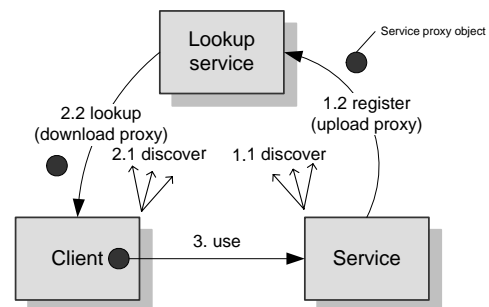 Lookup
service
Service proxy object
2.2 lookup
(download proxy)
1.2 register
(upload proxy)
2.1 discover
1.1 discover
Client
3. use
Service